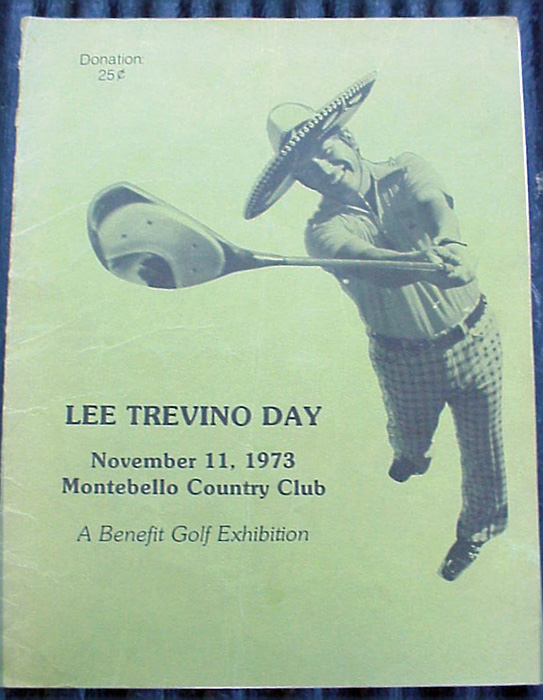 Donation:
25¢
LEE TREVINO DAY
November 11, 1973
Montebello Country Club
A Benefit Golf Exhibition